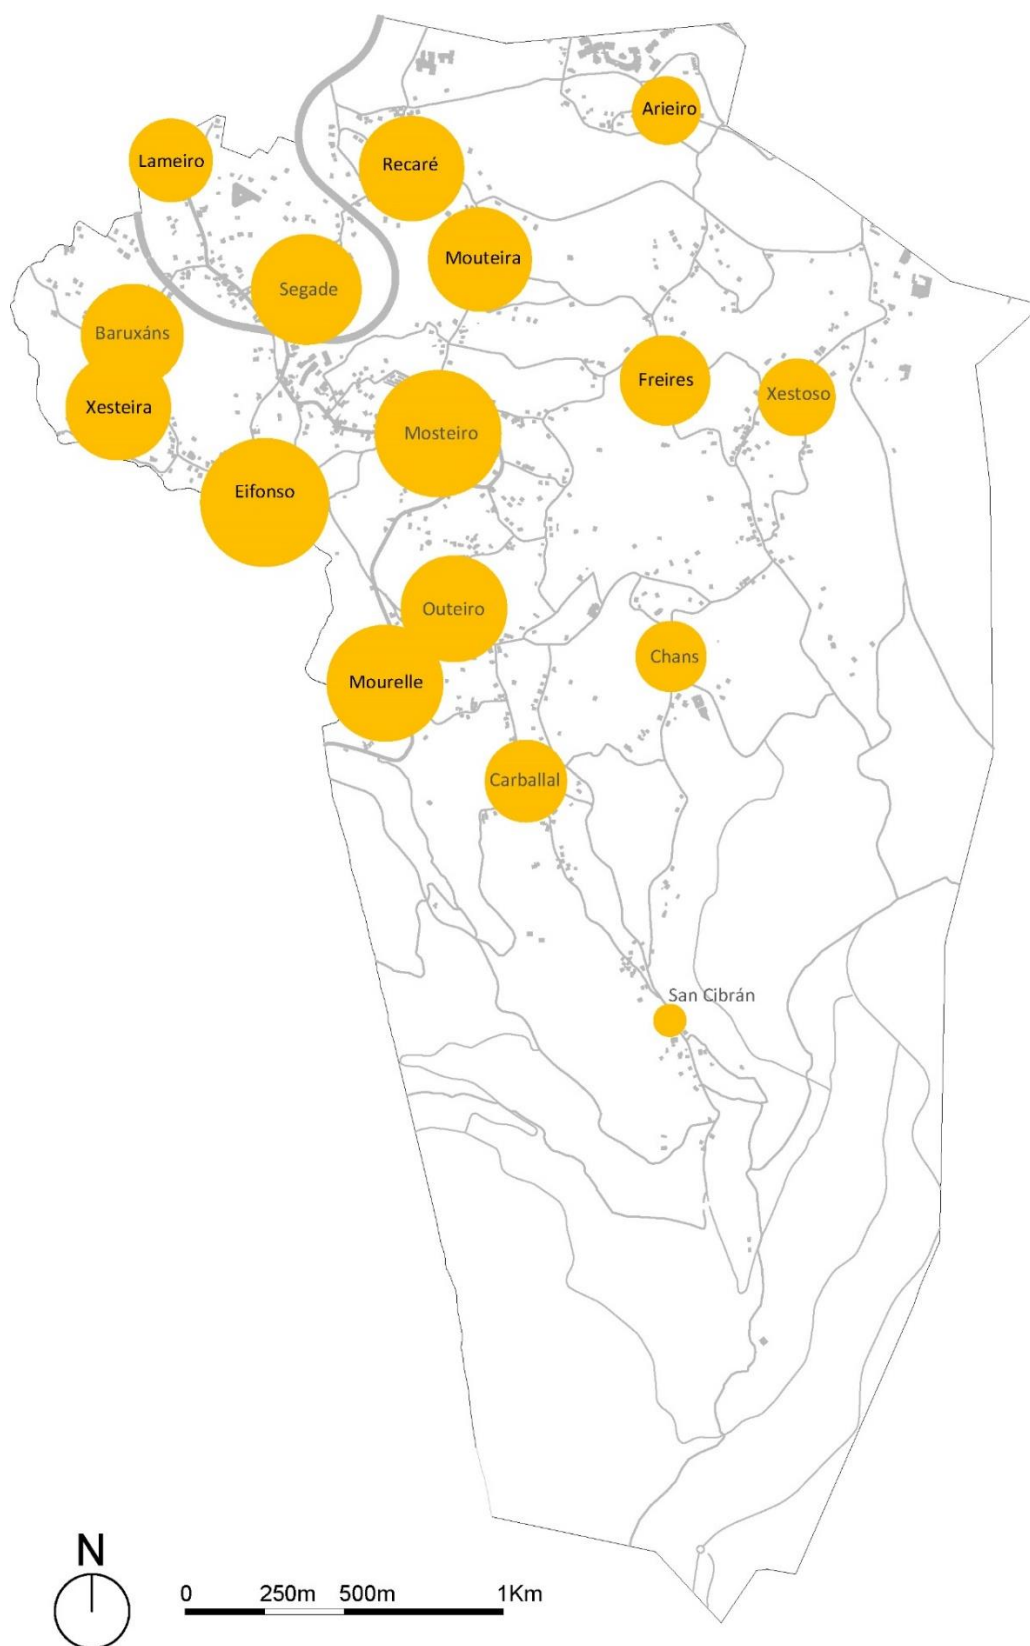 Arieiro
Lameiro
Recaré
Mouteira
Segade
Baruxáns
Freires
Xestoso
Xesteira
Mosteiro
Eifonso
Outeiro
Chans
Mourelle
Carballal
San Cibrán
N
0 250m 500m 1Km